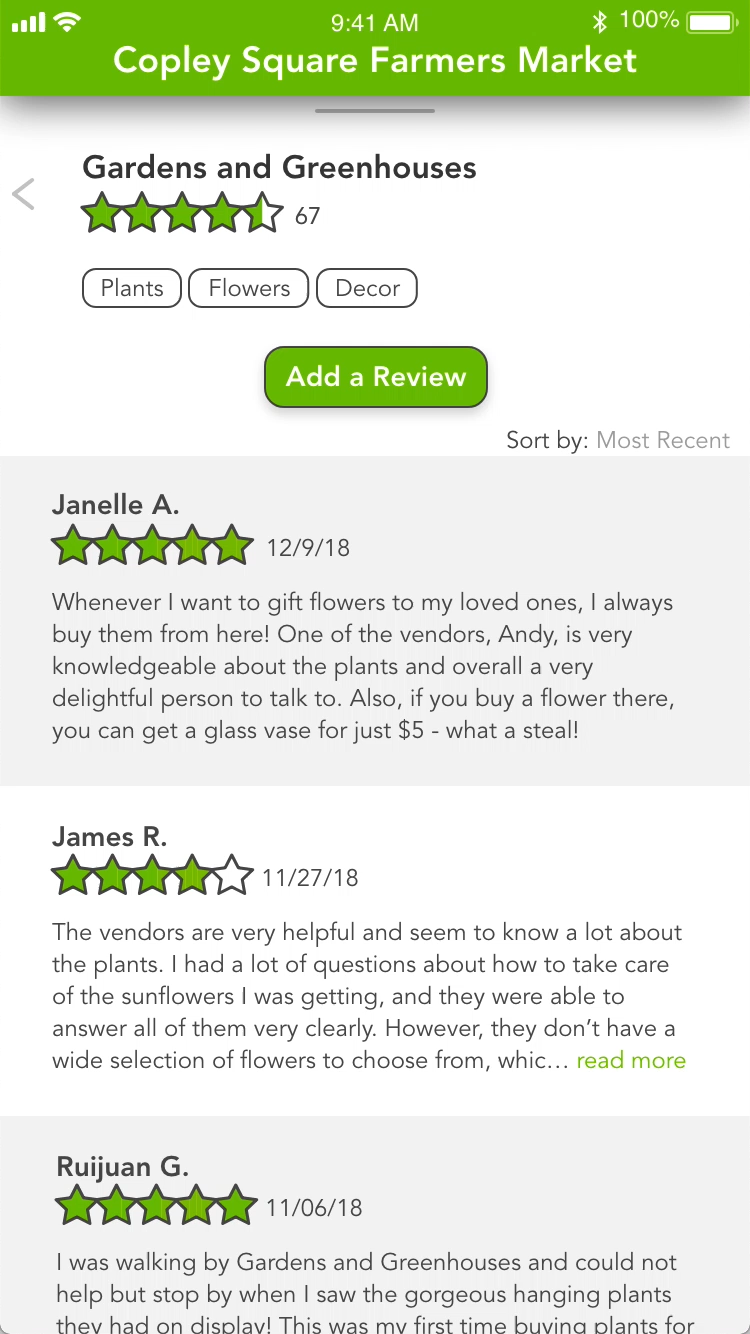 9:41 AM 100%
Copley Square Farmers Market
Gardens and Greenhouses
67
Plants Flowers Decor
Add a Review
Sort by: Most Recent
Janelle A.
12/9/18
Whenever I want to gift flowers to my loved ones, I always
buy them from here! One of the vendors, Andy, is very
knowledgeable about the plants and overall a very
delightful person to talk to. Also, if you buy a flower there,
you can get a glass vase for just $5 - what a steal!
James R.
11/27/18
The vendors are very helpful and seem to know a lot about
the plants. I had a lot of questions about how to take care
of the sunflowers I was getting, and they were able to
answer all of them very clearly. However, they don’t have a
wide selection of flowers to choose from, whic… read more
Ruijuan G.
11/06/18
I was walking by Gardens and Greenhouses and could not
help but stop by when I saw the gorgeous hanging plants
they had on display! This was my first time buying plants for